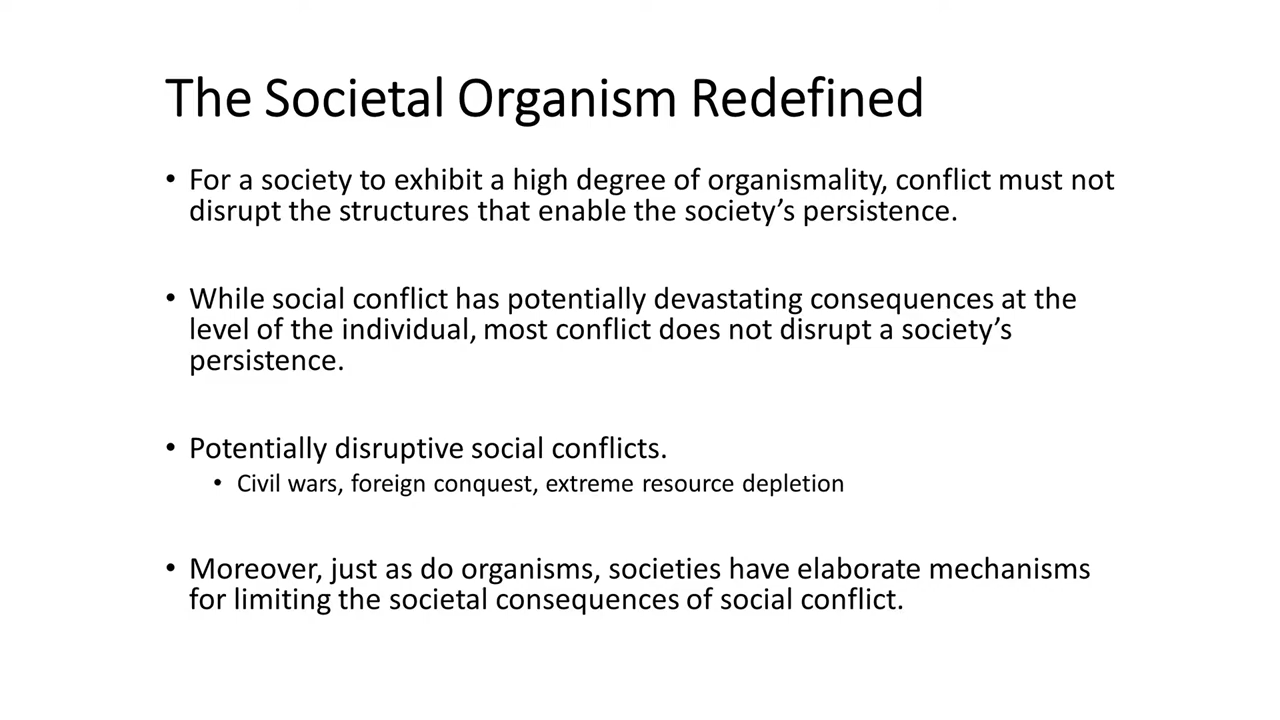 The Societal Organism Redefined
• For a society to exhibit a high degree of organismality, conflict must not
disrupt the structures that enable the society’s persistence.
• While social conflict has potentially devastating consequences at the
level of the individual, most conflict does not disrupt a society’s
persistence.
• Potentially disruptive social conflicts.
• Civil wars, foreign conquest, extreme resource depletion
• Moreover, just as do organisms, societies have elaborate mechanisms
for limiting the societal consequences of social conflict.